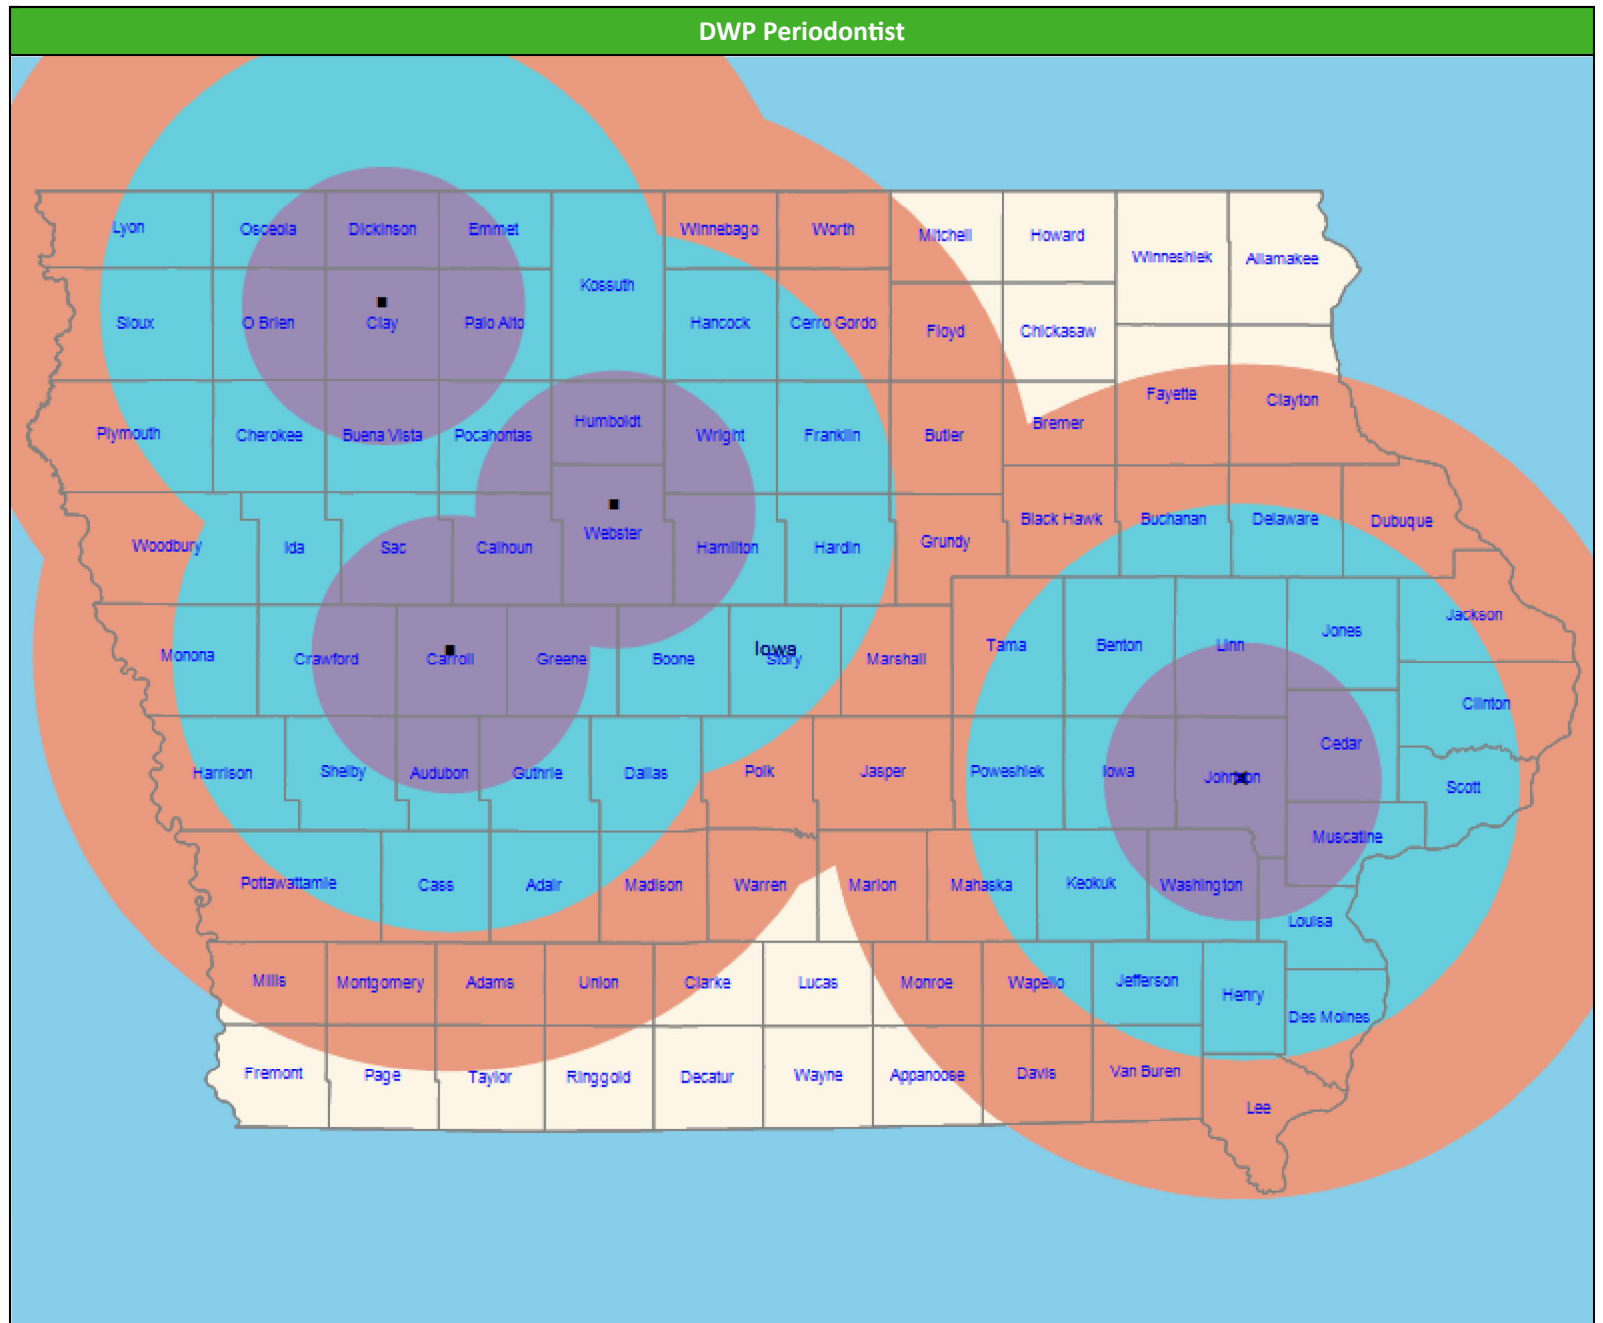 DWP Periodontist
Lyon
Osceola
Dickinson
Emmet
Winnebago
Worth
Mitchell
Howard
Winneshiek
Allamakee
Kossuth
Sioux
O Brien
Clay
Palo Alto
Hancock
Cerro Gordo
Floyd
Chickasaw
Fayette
Clayton
Plymouth
Cherokee
Buena Vista
Pocahontas
Humboldt
Wright
Franklin
Butler
Bremer
Woodbury
Ida
Sac
Calhoun
Webster
Hamilton
Hardin
Grundy
Black Hawk
Buchanan
Delaware
Dubuque
Monona
Crawford
Carroll
Greene
Boone
Iowa
Story
Marshall
Tama
Benton
Linn
Jones
Jackson
Clinton
Harrison
Shelby
Audubon
Guthrie
Dallas
Polk
Jasper
Poweshiek
Iowa
Johnson
Cedar
Scott
Muscatine
Pottawattamie
Cass
Adair
Madison
Warren
Marion
Mahaska
Keokuk
Washington
Louisa
Mills
Montgomery
Adams
Union
Clarke
Lucas
Monroe
Wapello
Jefferson
Henry
Des Moines
Fremont
Page
Taylor
Ringgold
Decatur
Wayne
Appanoose
Davis
Van Buren
Lee